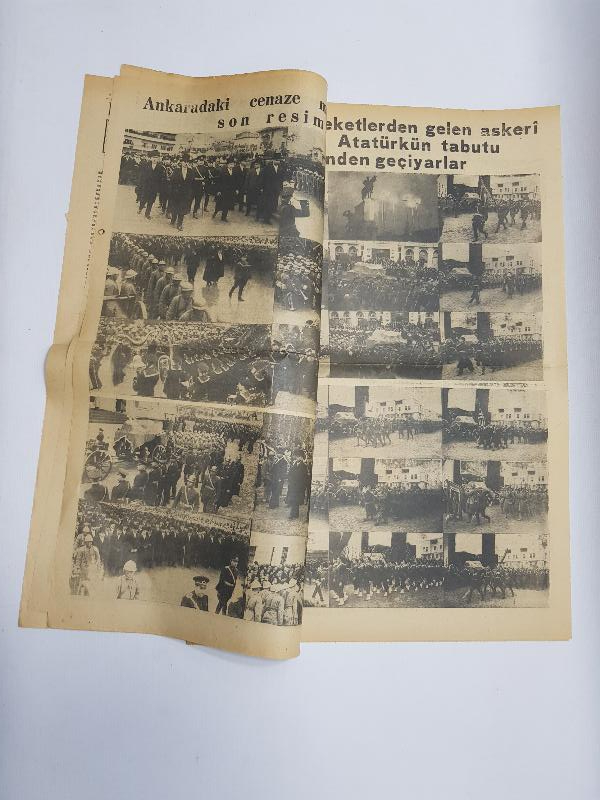 Ankaradaki cenaze m
son resim
eketlerden gelen askerî
Atatürkün tabutu
nden geçiyarlar